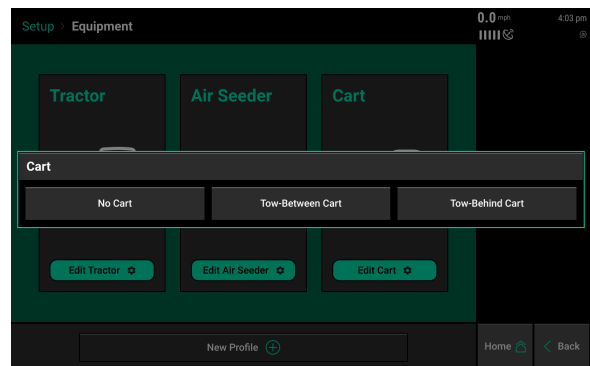 Setup > Equipment
0.0 mph
4:03 pm
Tractor
Air Seeder
Cart
Cart
No Cart
Tow-Between Cart
Tow-Behind Cart
Edit Tractor
Edit Air Seeder
Edit Cart
New Profile
Home
Back